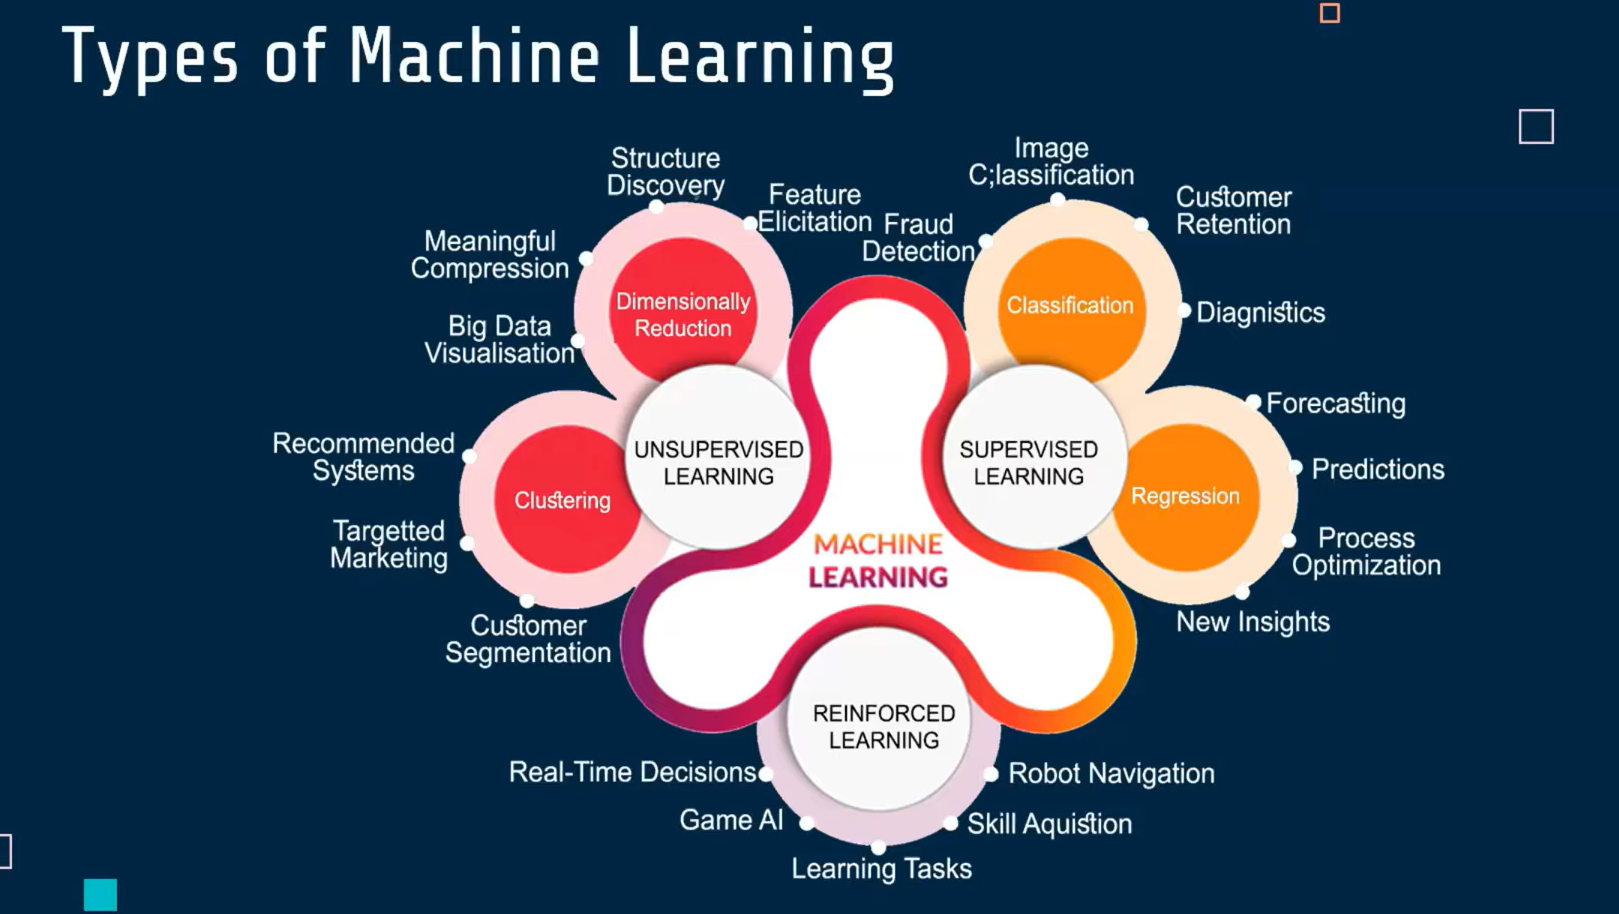 Types of Machine Learning
Structure
Discovery
Feature
Elicitation
Meaningful
Compression
Big Data
Visualisation
Dimensionally
Reduction
Recommended
Systems
Targetted
Marketing
Customer
Segmentation
Clustering
UNSUPERVISED
LEARNING
Image
C;lassification
Fraud
Detection
Customer
Retention
Diagnistics
Classification
SUPERVISED
LEARNING
Regression
Forecasting
Predictions
Process
Optimization
New Insights
MACHINE
LEARNING
REINFORCED
LEARNING
Real-Time Decisions
Game AI
Learning Tasks
Skill Aquistion
Robot Navigation